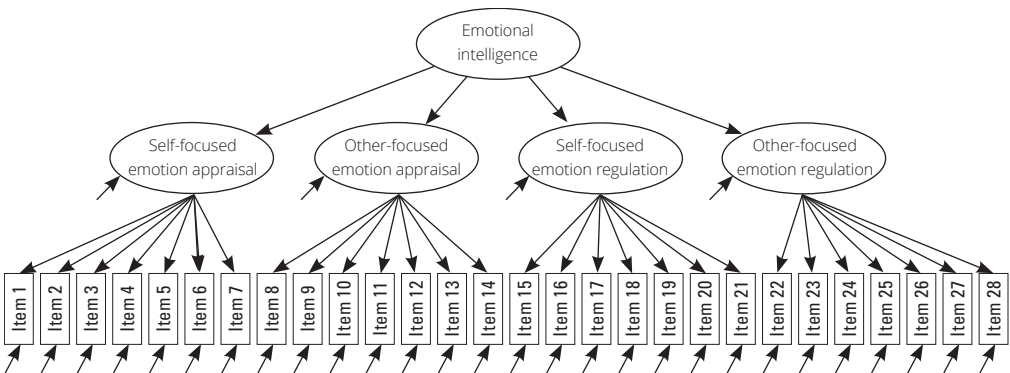 Emotional
intelligence
Self-focused
emotion appraisal
Other-focused
emotion appraisal
Self-focused
emotion regulation
Other-focused
emotion regulation
Item 1
Item 2
Item 3
Item 4
Item 5
Item 6
Item 7
Item 8
Item 9
Item 10
Item 11
Item 12
Item 13
Item 14
Item 15
Item 16
Item 17
Item 18
Item 19
Item 20
Item 21
Item 22
Item 23
Item 24
Item 25
Item 26
Item 27
Item 28